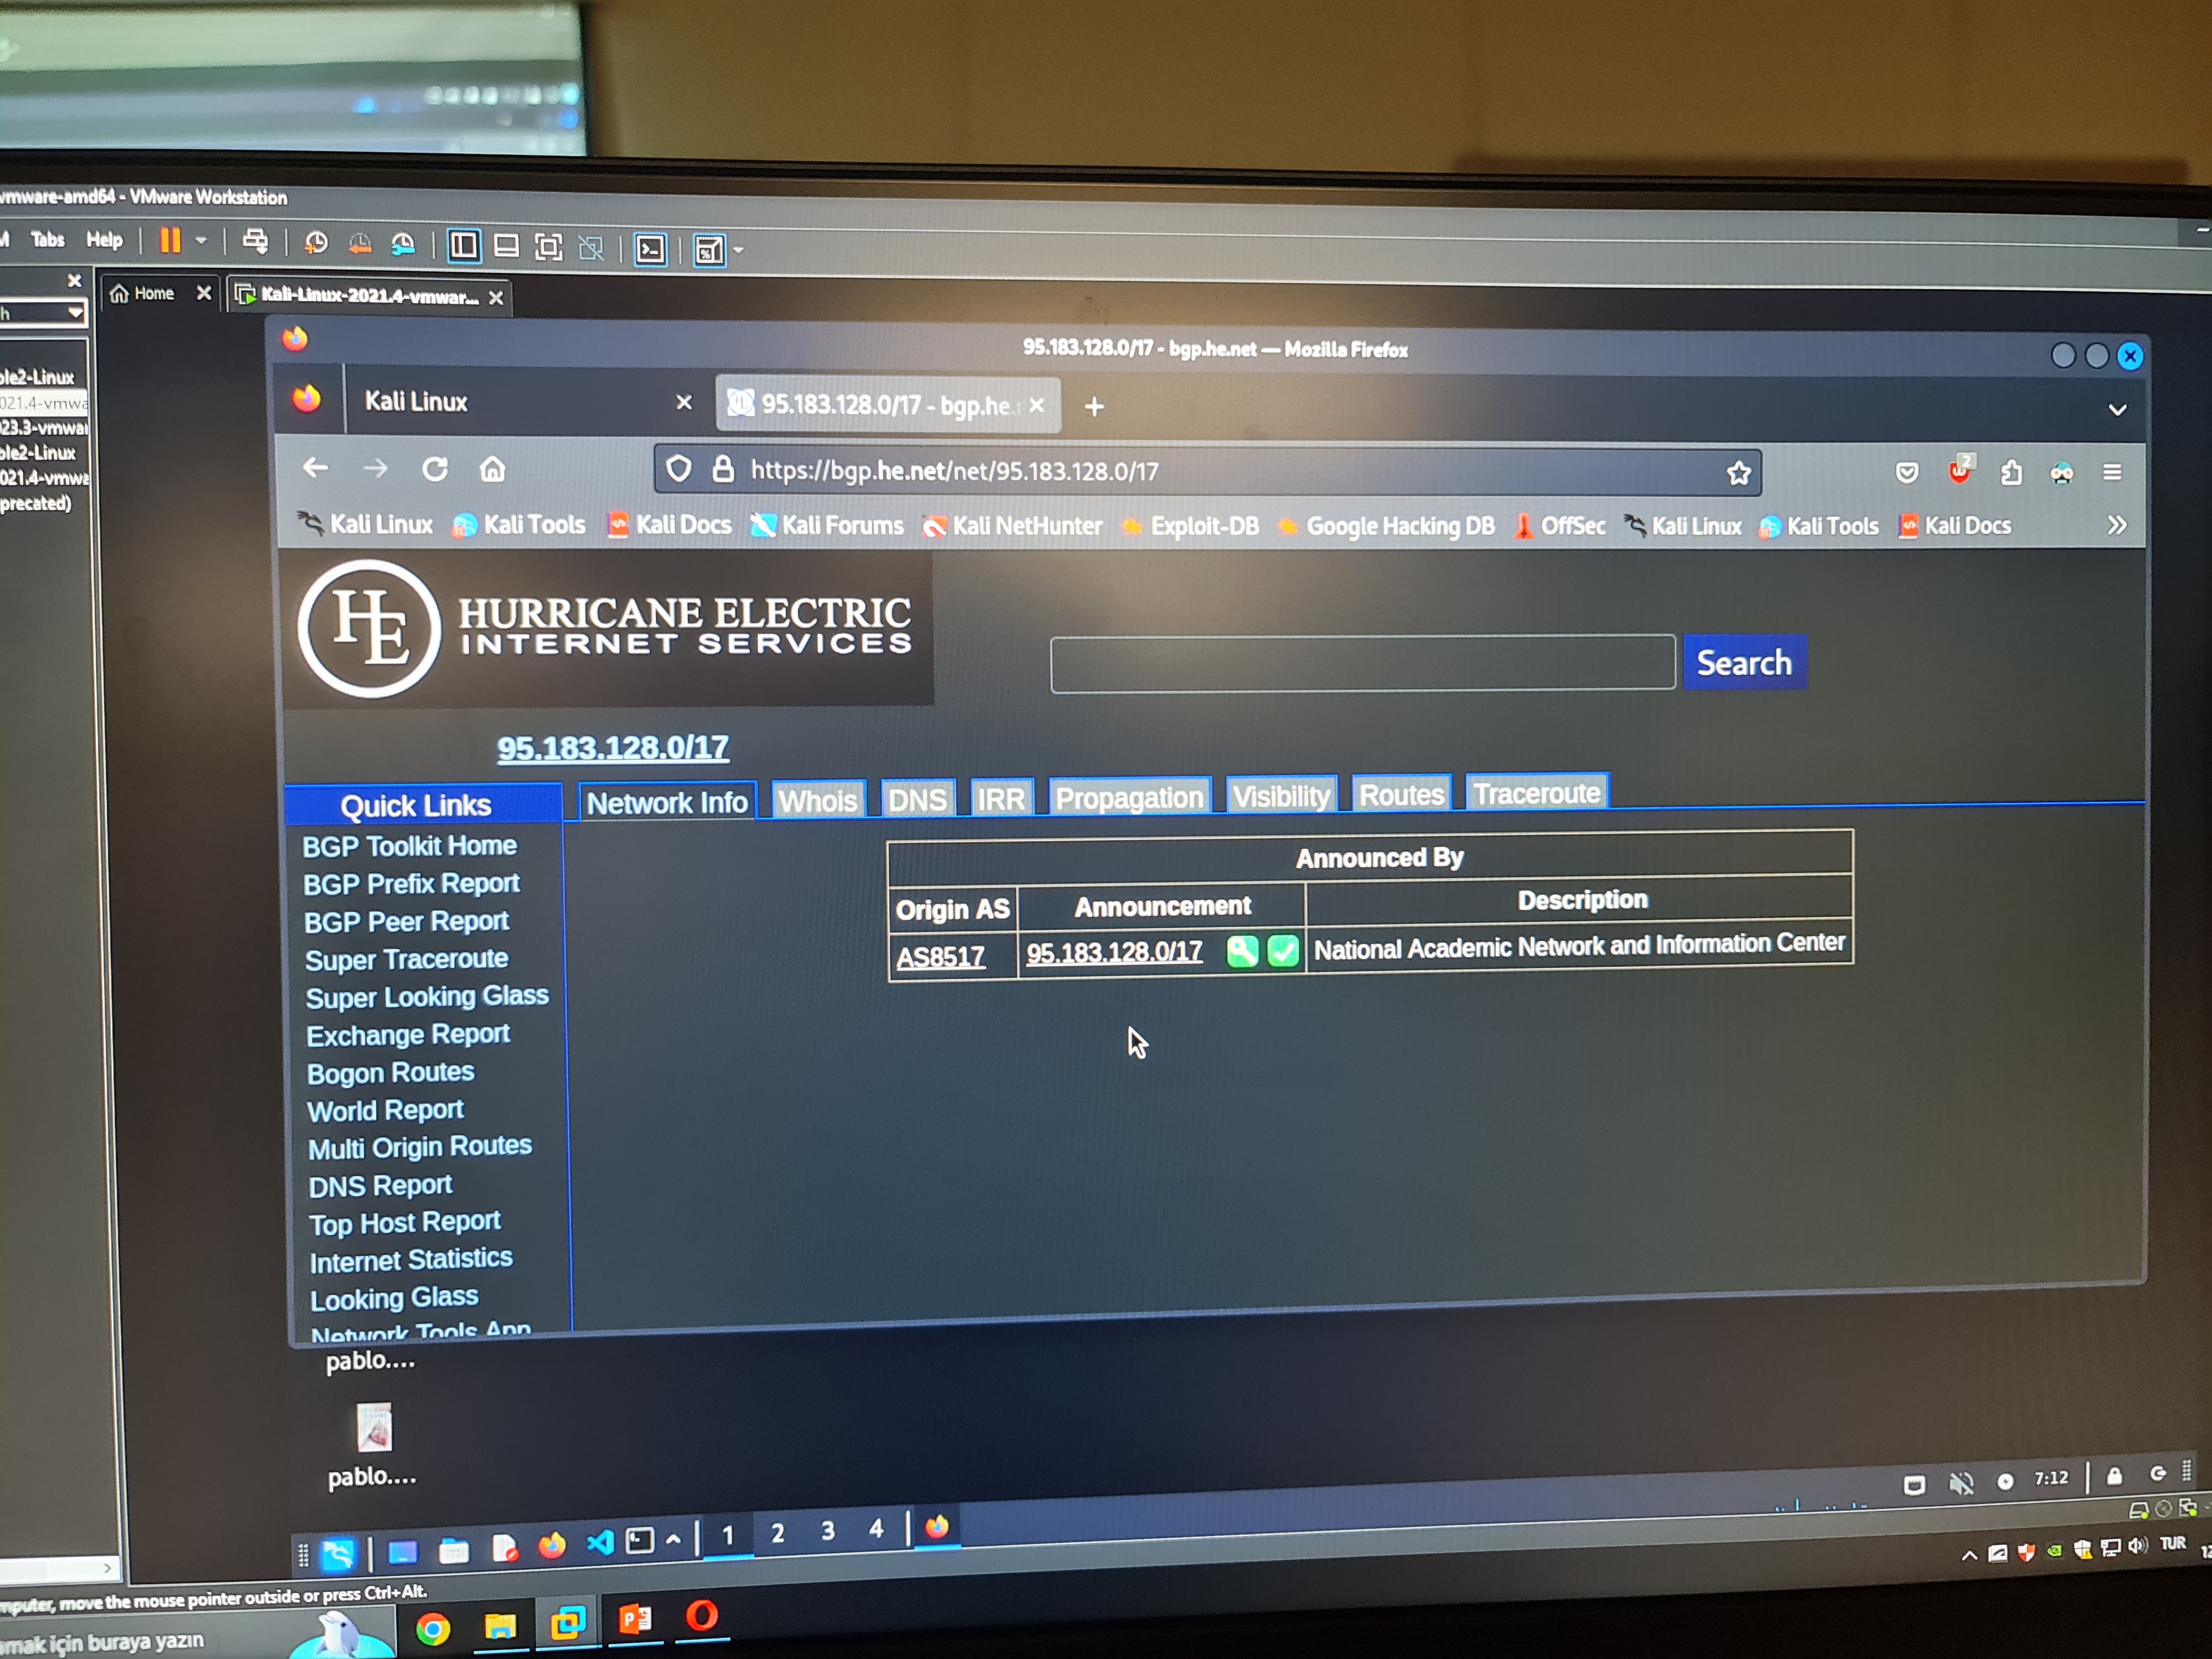 vmware-amd64 - VMware Workstation
M Tabs Help
Home
Kali-Linux-2021.4-vmwar...
h
ble2-Linux
021.4-vmwa
023.3-vmwar
ble2-Linux
021.4-vmwa
precated)
95.183.128.0/17 - bgp.he.net — Mozilla Firefox
Kali Linux
95.183.128.0/17 - bgp.he.n
https://bgp.he.net/net/95.183.128.0/17
2
Kali Linux Kali Tools Kali Docs Kali Forums Kali NetHunter Exploit-DB Google Hacking DB OffSec Kali Linux Kali Tools Kali Docs
HE
HURRICANE ELECTRIC
INTERNET SERVICES
Search
95.183.128.0/17
Quick Links
BGP Toolkit Home
BGP Prefix Report
BGP Peer Report
Super Traceroute
Super Looking Glass
Exchange Report
Bogon Routes
World Report
Multi Origin Routes
DNS Report
Top Host Report
Internet Statistics
Looking Glass
Network Tools App
Network Info Whois DNS IRR Propagation Visibility Routes Traceroute
Announced By
Origin AS Announcement Description
AS8517 95.183.128.0/17 National Academic Network and Information Center
pablo....
pablo....
1 2 3 4
7:12
mputer, move the mouse pointer outside or press Ctrl+Alt.
amak için buraya yazın
TUR
12